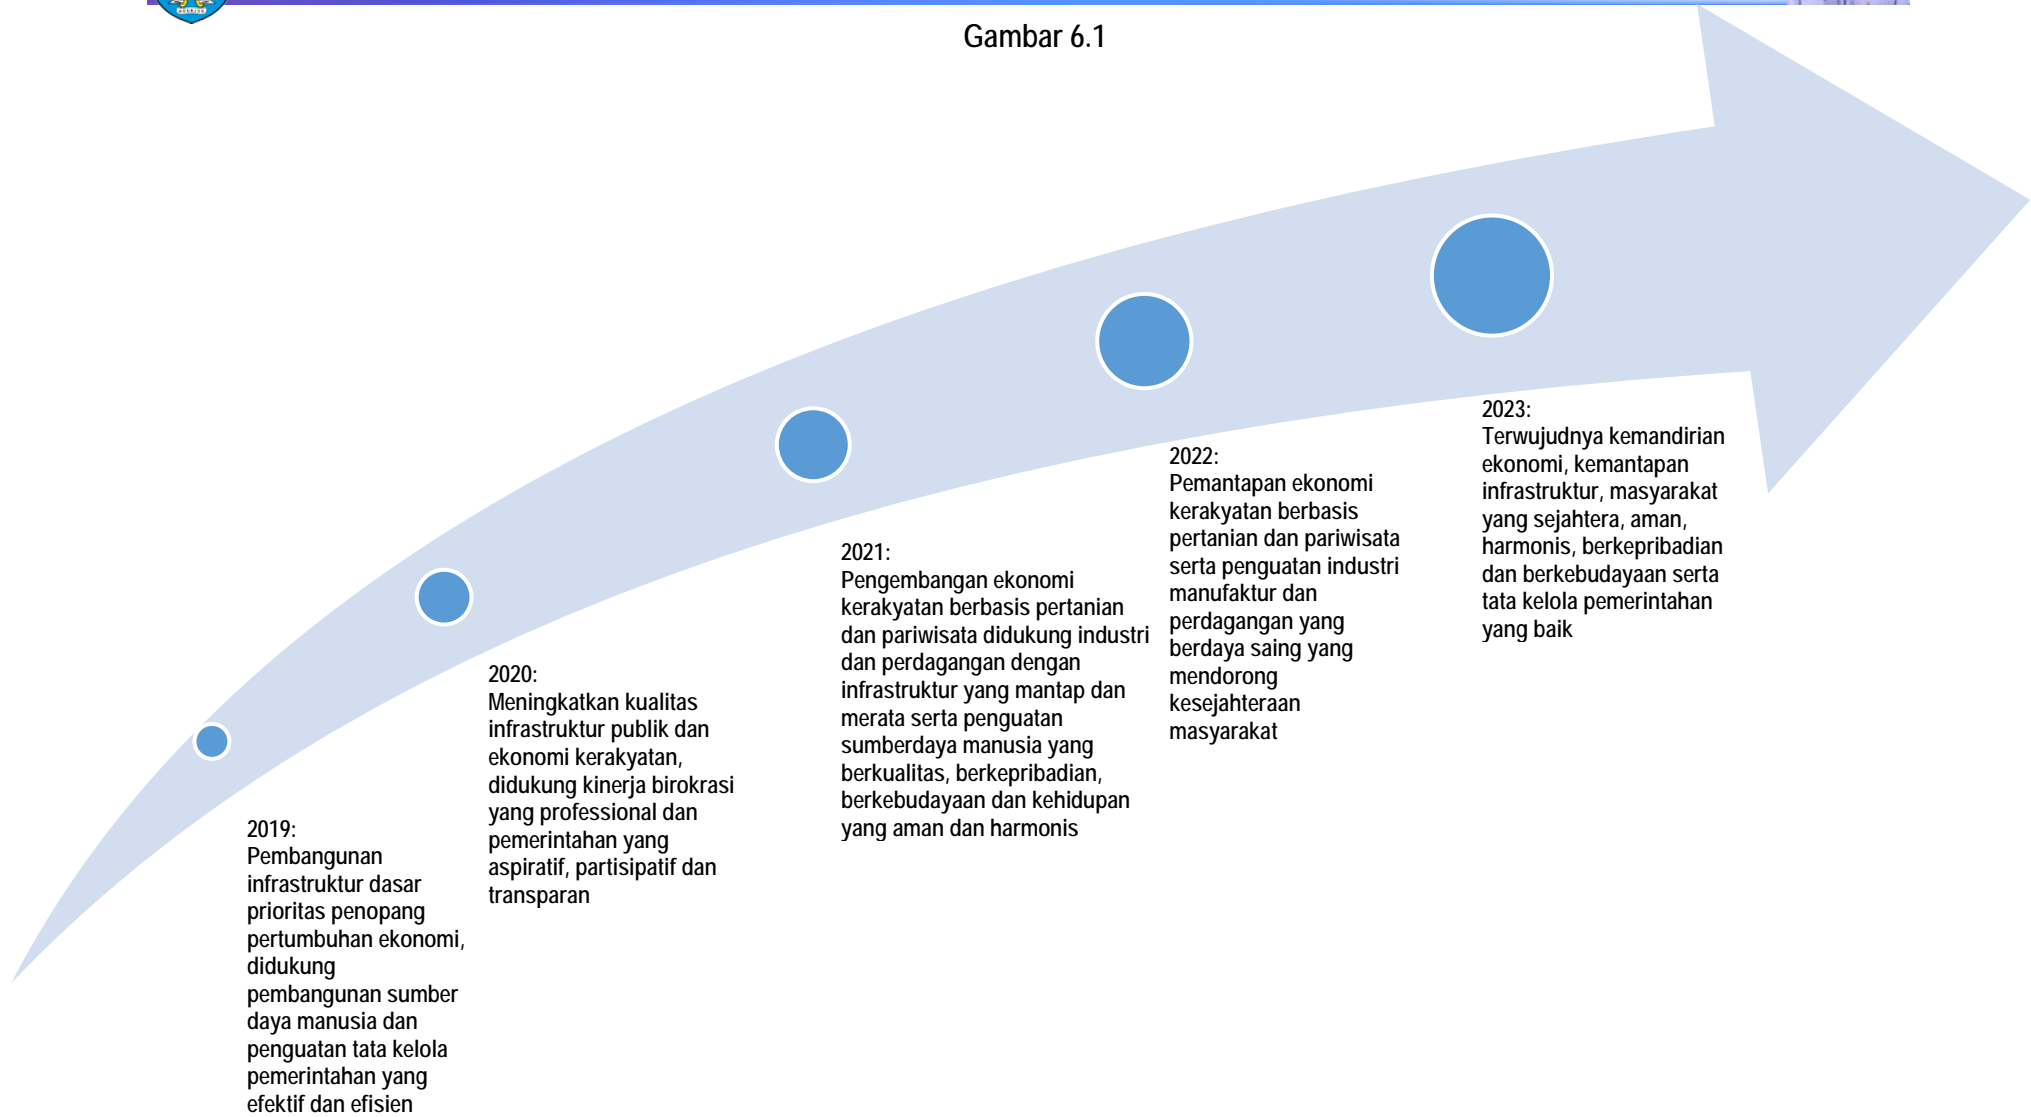 Gambar 6.1
2019:
Pembangunan
infrastruktur dasar
prioritas penopang
pertumbuhan ekonomi,
didukung
pembangunan sumber
daya manusia dan
penguatan tata kelola
pemerintahan yang
efektif dan efisien
2020:
Meningkatkan kualitas
infrastruktur publik dan
ekonomi kerakyatan,
didukung kinerja birokrasi
yang professional dan
pemerintahan yang
aspiratif, partisipatif dan
transparan
2021:
Pengembangan ekonomi
kerakyatan berbasis pertanian
dan pariwisata didukung industri
dan perdagangan dengan
infrastruktur yang mantap dan
merata serta penguatan
sumberdaya manusia yang
berkualitas, berkepribadian,
berkebudayaan dan kehidupan
yang aman dan harmonis
2022:
Pemantapan ekonomi
kerakyatan berbasis
pertanian dan pariwisata
serta penguatan industri
manufaktur dan
perdagangan yang
berdaya saing yang
mendorong
kesejahteraan
masyarakat
2023:
Terwujudnya kemandirian
ekonomi, kemantapan
infrastruktur, masyarakat
yang sejahtera, aman,
harmonis, berkepribadian
dan berkebudayaan serta
tata kelola pemerintahan
yang baik